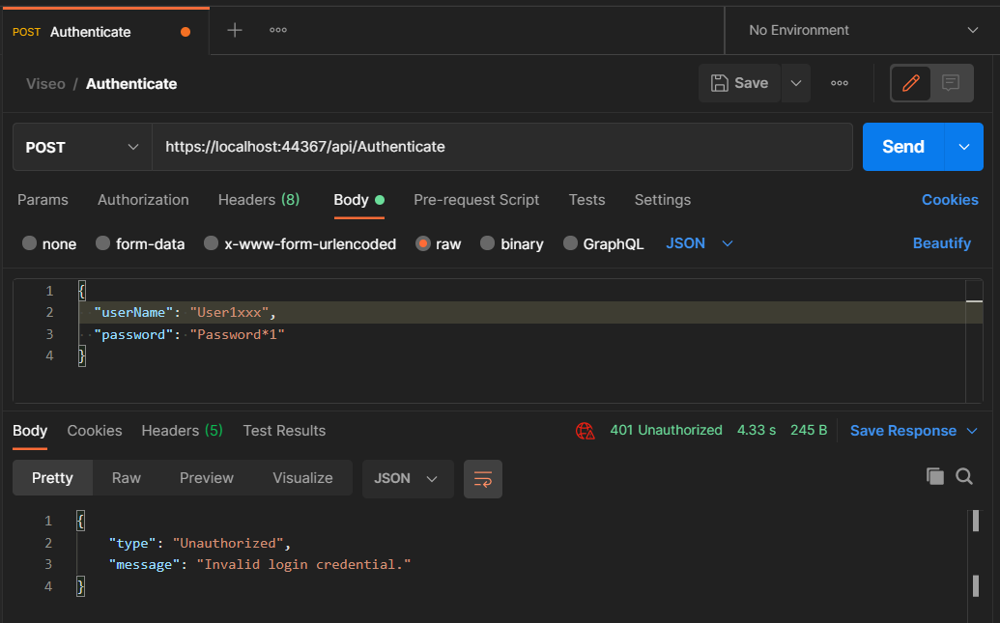 POST Authenticate
No Environment
Viseo / Authenticate
Save
POST
https://localhost:44367/api/Authenticate
Send
Params Authorization Headers (8) Body Pre-request Script Tests Settings Cookies
none form-data x-www-form-urlencoded raw binary GraphQL JSON Beautify
1 {
2 "userName": "User1xxx",
3 "password": "Password*1"
4 }
Body Cookies Headers (5) Test Results 401 Unauthorized 4.33 s 245 B Save Response
Pretty Raw Preview Visualize JSON
1 {
2 "type": "Unauthorized",
3 "message": "Invalid login credential."
4 }